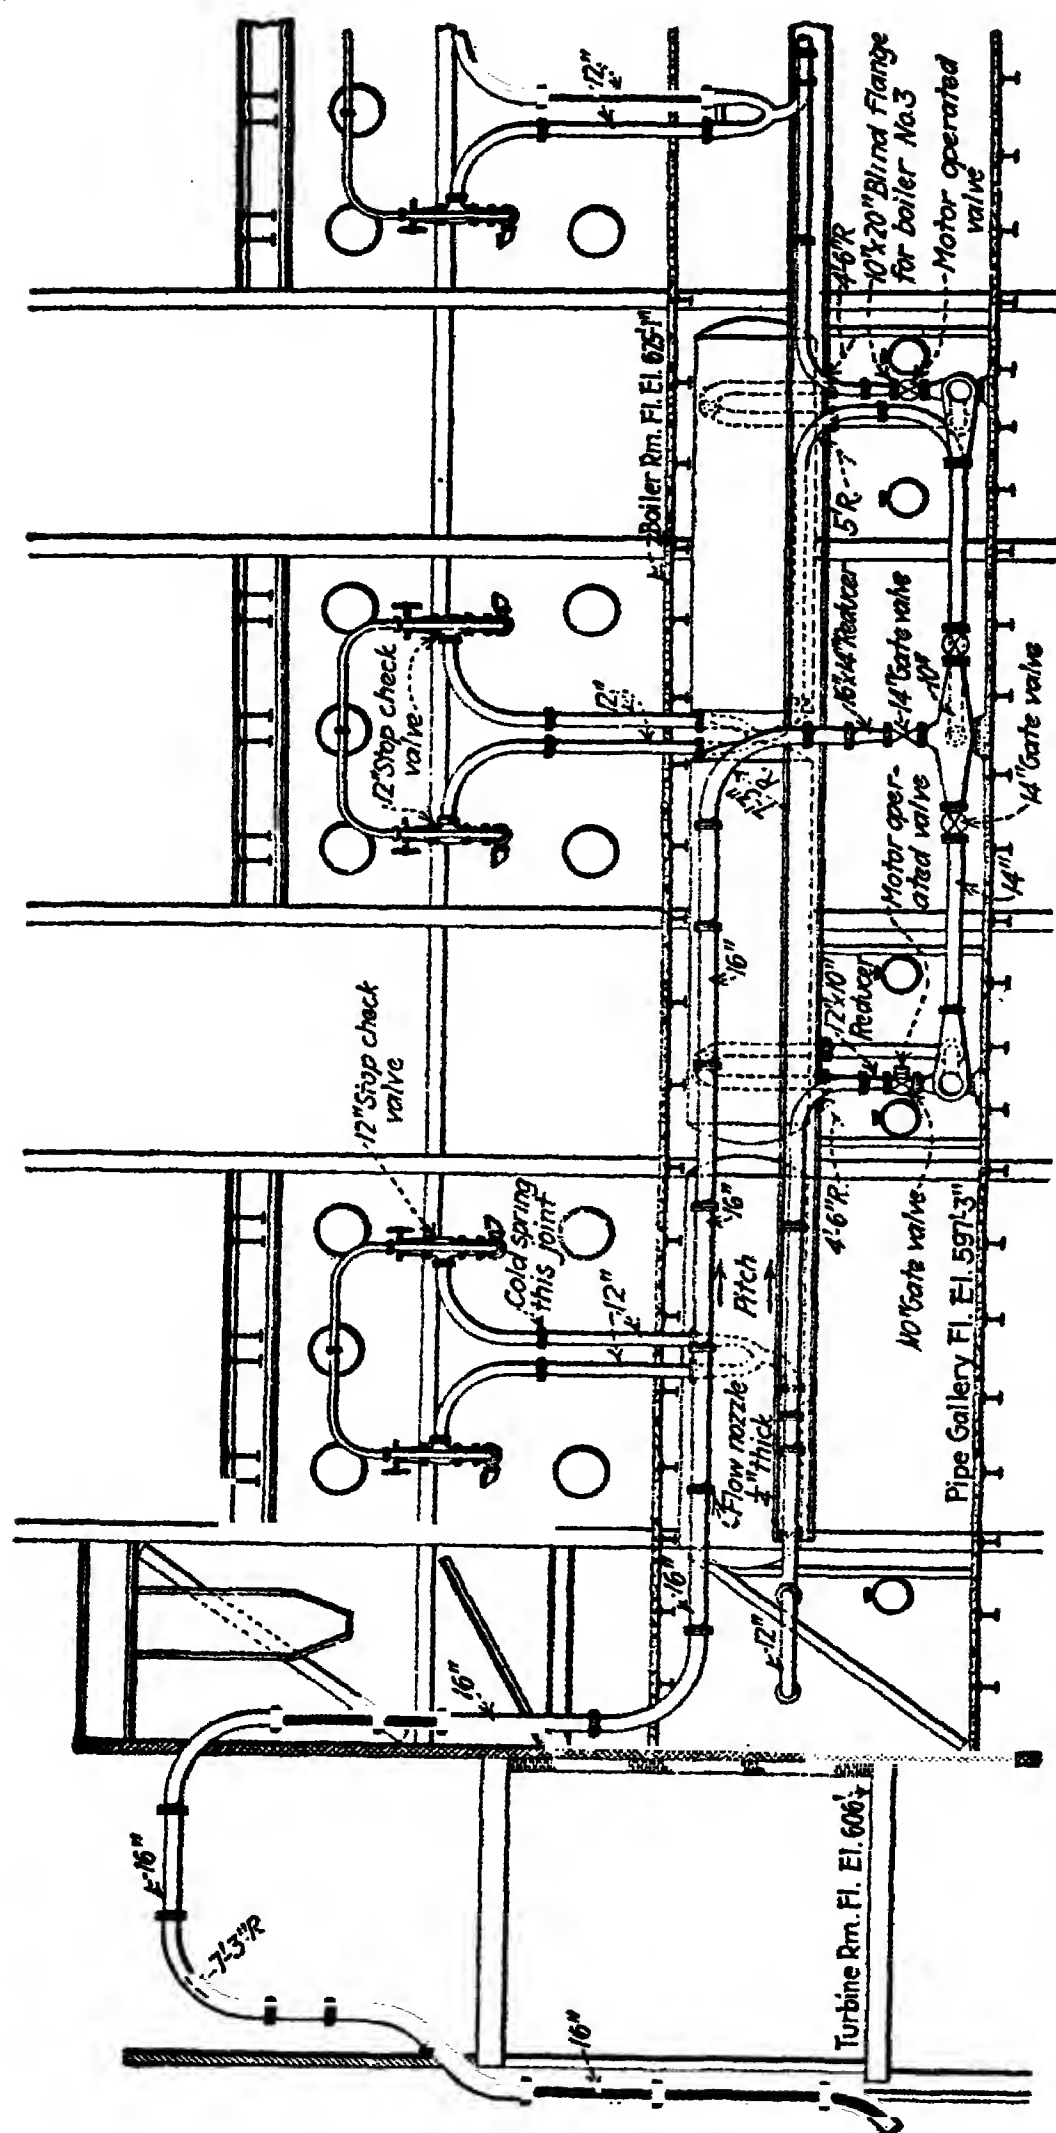 12"
4'-6"R
10"x20"Blind Flange
for boiler No.3
Motor operated
valve
Boiler Rm. Fl. El. 625'-1"
5'R.
12"Stop check
valve
12"
16"x14"Reducer
14"Gate valve
10"
14"Gate valve
Motor oper-
ated valve
14"
16"
12"x10"
Reducer
12"Stop check
valve
Cold spring
this joint
12"
16"
Pitch
4'-6"R.
10"Gate valve
Flow nozzle
¼"thick
Pipe Gallery Fl. El. 597'-3"
16"
12"
16"
16"
7'-3"R
16"
Turbine Rm. Fl. El. 606'